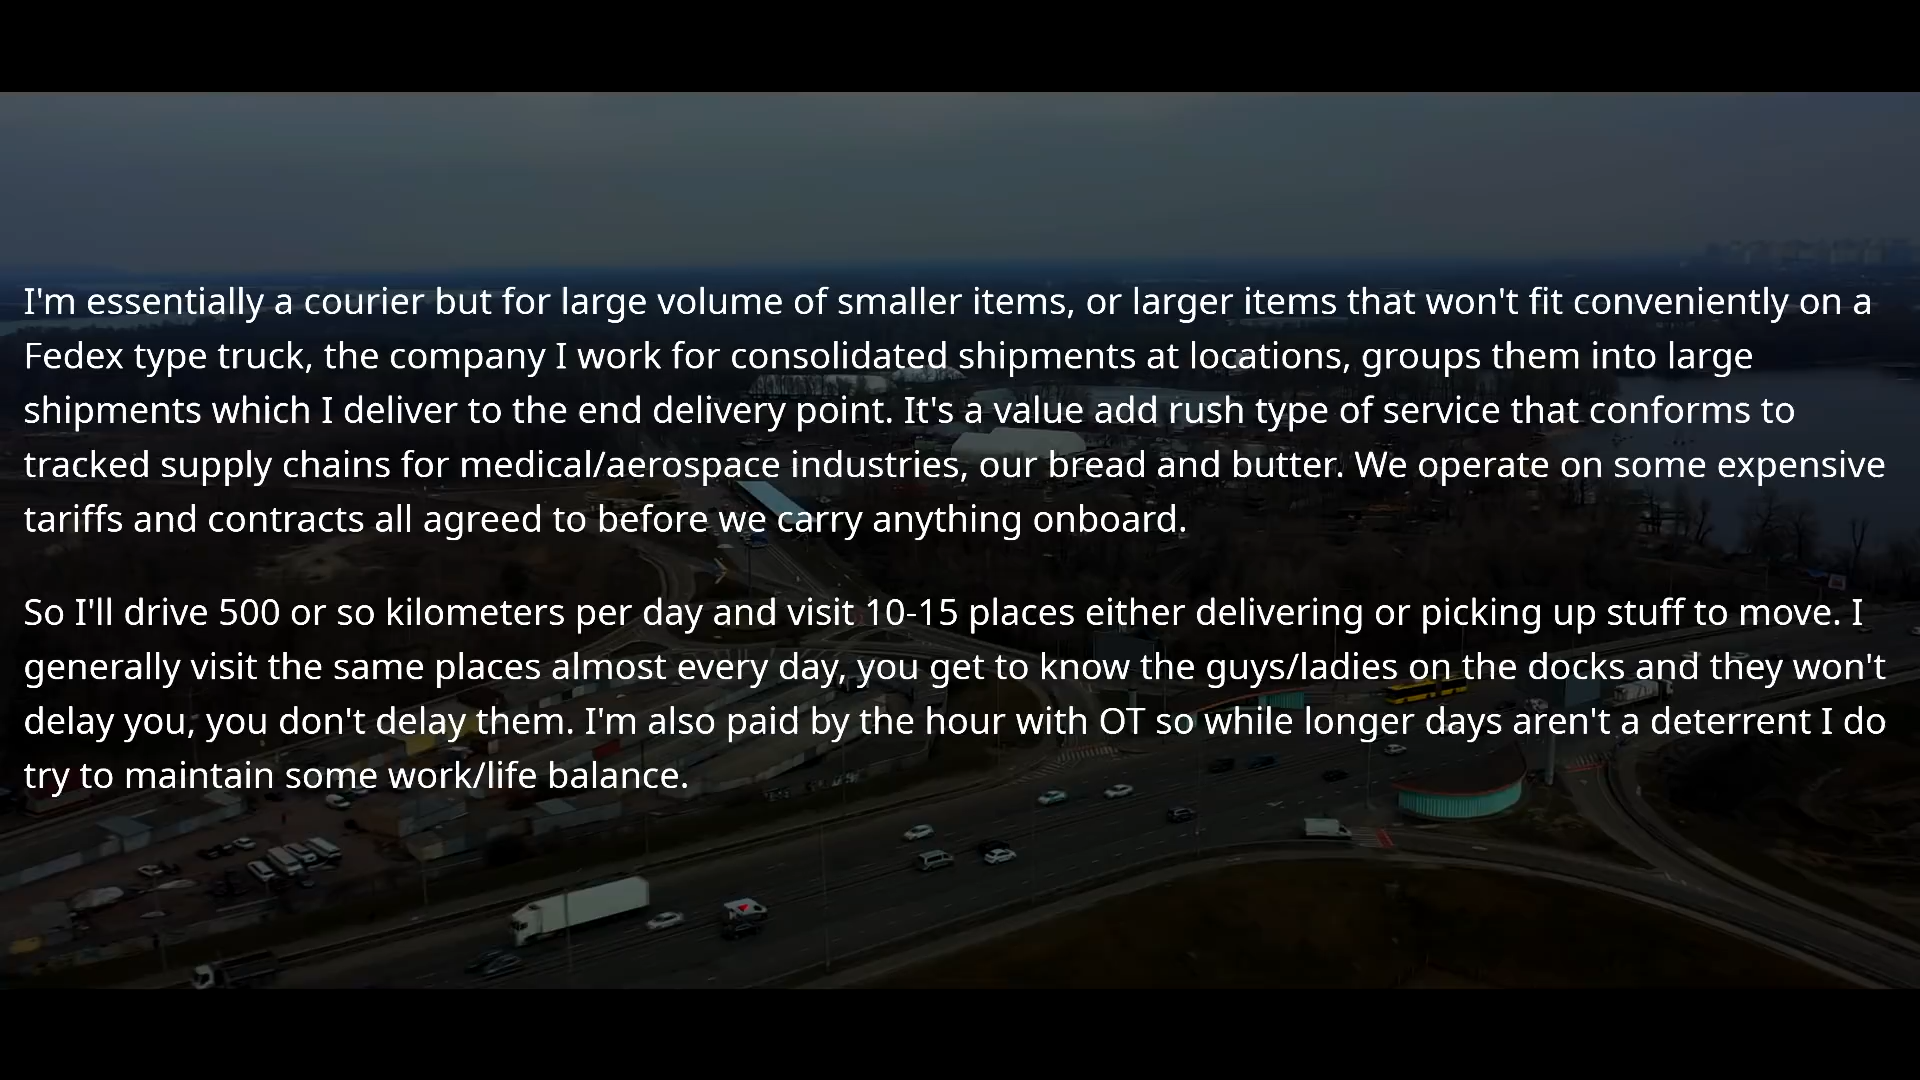 I'm essentially a courier but for large volume of smaller items, or larger items that won't fit conveniently on a
Fedex type truck, the company I work for consolidated shipments at locations, groups them into large
shipments which I deliver to the end delivery point. It's a value add rush type of service that conforms to
tracked supply chains for medical/aerospace industries, our bread and butter. We operate on some expensive
tariffs and contracts all agreed to before we carry anything onboard.
So I'll drive 500 or so kilometers per day and visit 10-15 places either delivering or picking up stuff to move. I
generally visit the same places almost every day, you get to know the guys/ladies on the docks and they won't
delay you, you don't delay them. I'm also paid by the hour with OT so while longer days aren't a deterrent I do
try to maintain some work/life balance.